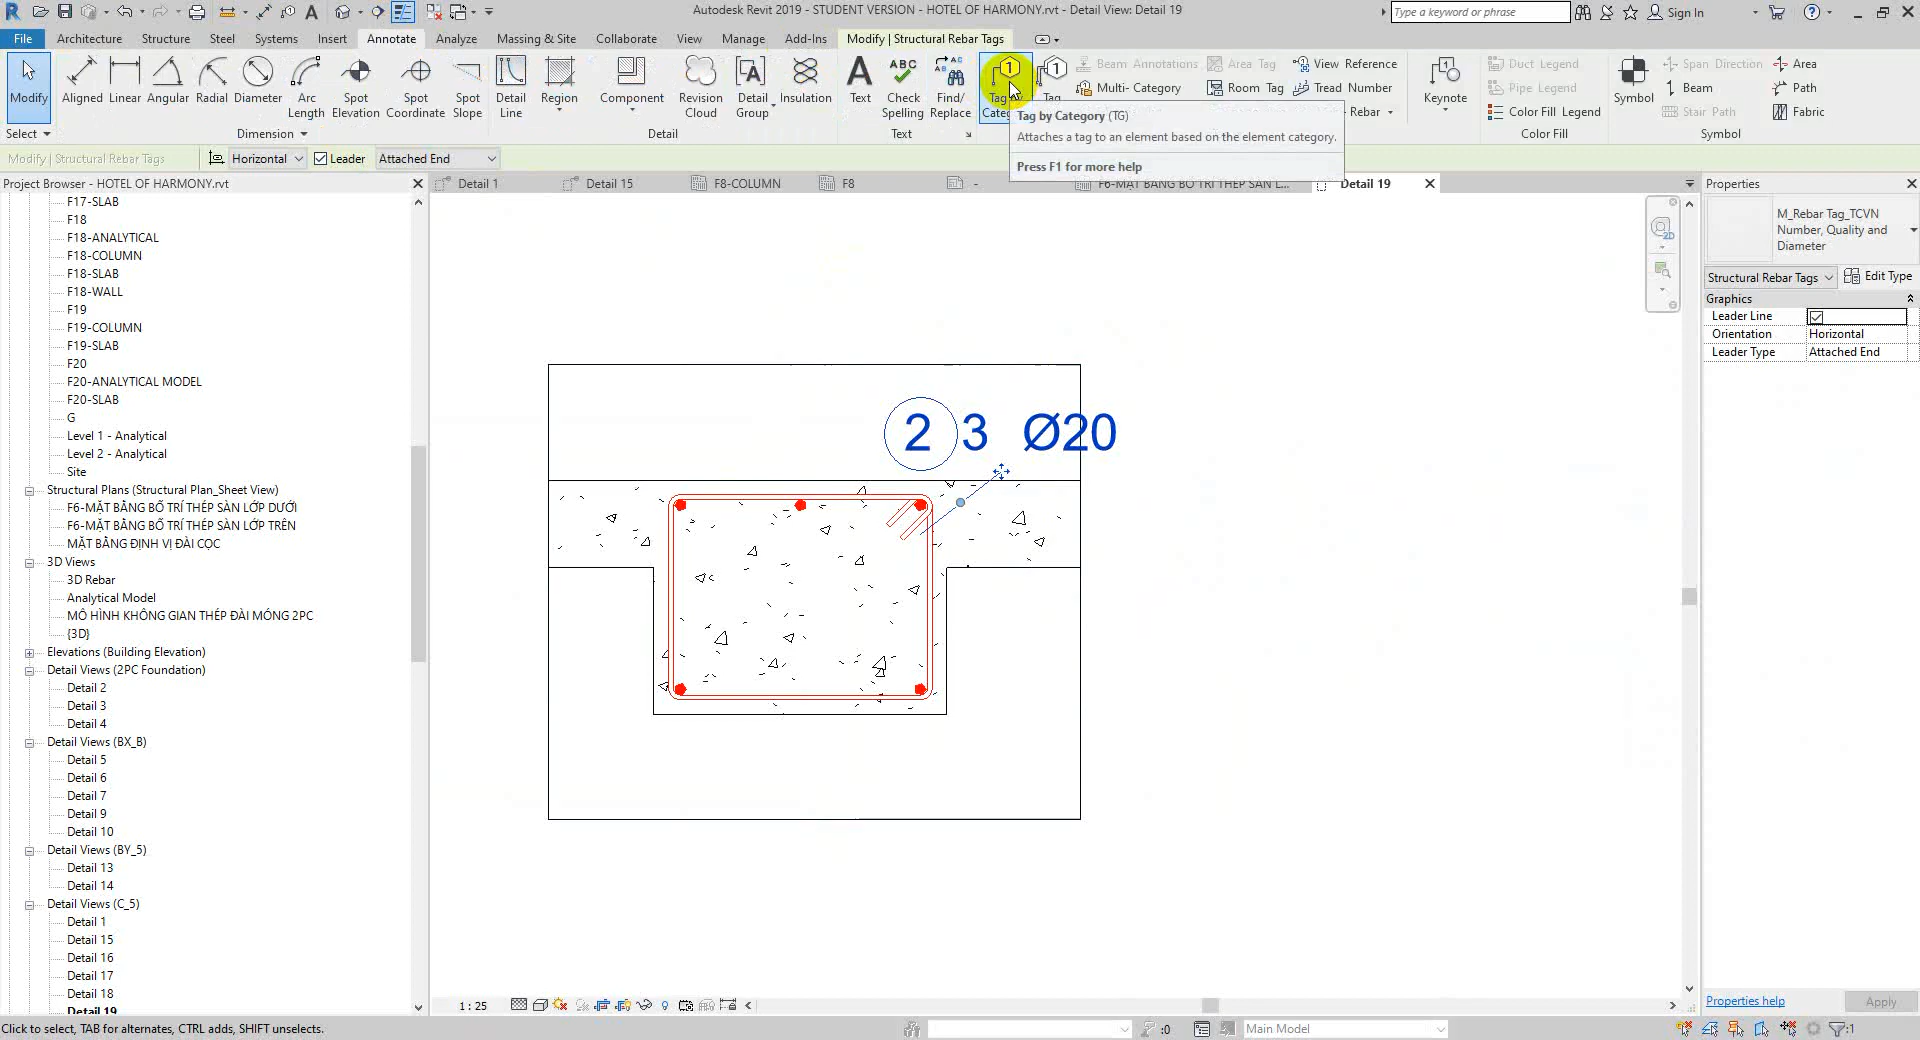 Autodesk Revit 2019 - STUDENT VERSION - HOTEL OF HARMONY.rvt - Detail View: Detail 19
Type a keyword or phrase
Sign In
File Architecture Structure Steel Systems Insert Annotate Analyze Massing & Site Collaborate View Manage Add-Ins Modify | Structural Rebar Tags
Modify Aligned Linear Angular Radial Diameter Arc Length Spot Elevation Spot Coordinate Spot Slope Detail Line Region Component Revision Cloud Detail Group Insulation Text Check Spelling Find/ Replace Tag
Beam Annotations Area Tag View Reference
Multi- Category Room Tag Tread Number
Rebar
Keynote
Duct Legend
Pipe Legend
Color Fill Legend
Symbol
Span Direction Area
Beam Path
Stair Path Fabric
Select Dimension Detail Text Color Fill Symbol
Tag by Category (TG)
Attaches a tag to an element based on the element category.
Press F1 for more help
Modify | Structural Rebar Tags Horizontal Leader Attached End
Project Browser - HOTEL OF HARMONY.rvt
Detail 1 Detail 15 F8-COLUMN F8 - Detail 19
F17-SLAB
F18
F18-ANALYTICAL
F18-COLUMN
F18-SLAB
F18-WALL
F19
F19-COLUMN
F19-SLAB
F20
F20-ANALYTICAL MODEL
F20-SLAB
G
Level 1 - Analytical
Level 2 - Analytical
Site
Structural Plans (Structural Plan_Sheet View)
F6-MẶT BẰNG BỐ TRÍ THÉP SÀN LỚP DƯỚI
F6-MẶT BẰNG BỐ TRÍ THÉP SÀN LỚP TRÊN
MẶT BẰNG ĐỊNH VỊ ĐÀI CỌC
3D Views
3D Rebar
Analytical Model
MÔ HÌNH KHÔNG GIAN THÉP ĐÀI MÓNG 2PC
{3D}
Elevations (Building Elevation)
Detail Views (2PC Foundation)
Detail 2
Detail 3
Detail 4
Detail Views (BX_B)
Detail 5
Detail 6
Detail 7
Detail 9
Detail 10
Detail Views (BY_5)
Detail 13
Detail 14
Detail Views (C_5)
Detail 1
Detail 15
Detail 16
Detail 17
Detail 18
Detail 19
2 3 Ø20
2D
Properties
M_Rebar Tag_TCVN
Number, Quality and
Diameter
Structural Rebar Tags Edit Type
Graphics
Leader Line
Orientation Horizontal
Leader Type Attached End
Properties help Apply
1 : 25
Click to select, TAB for alternates, CTRL adds, SHIFT unselects.
:0
Main Model
:1